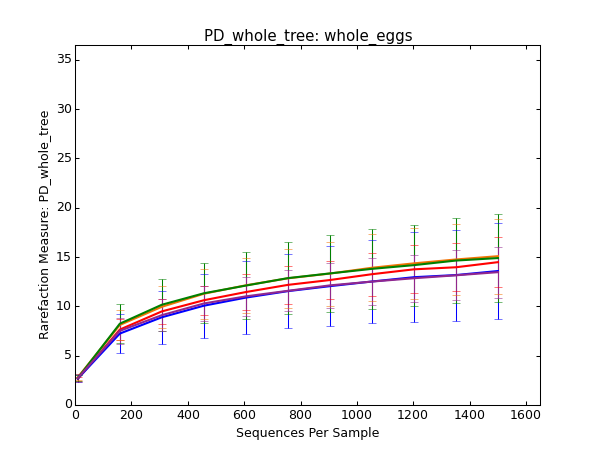 PD_whole_tree: whole_eggs
35
30
25
20
15
10
5
0
Rarefaction Measure: PD_whole_tree
0 200 400 600 800 1000 1200 1400 1600
Sequences Per Sample